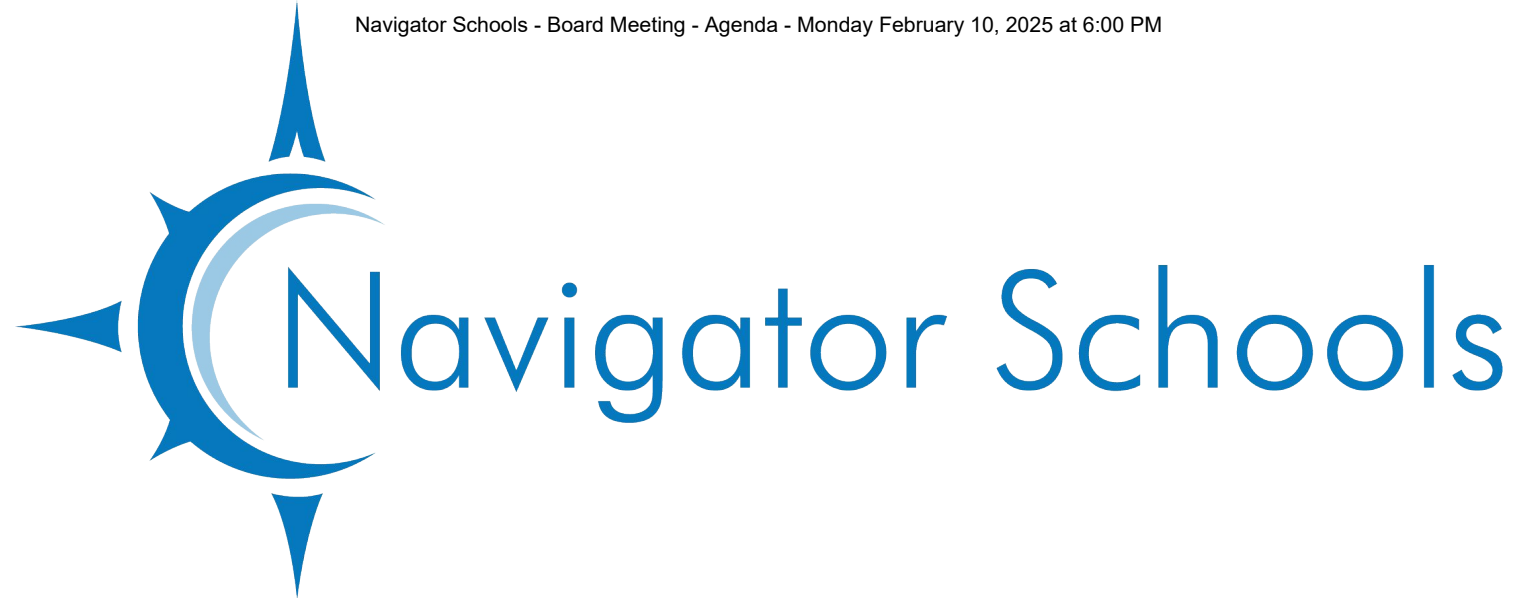 Navigator Schools - Board Meeting - Agenda - Monday February 10, 2025 at 6:00 PM
Navigator Schools